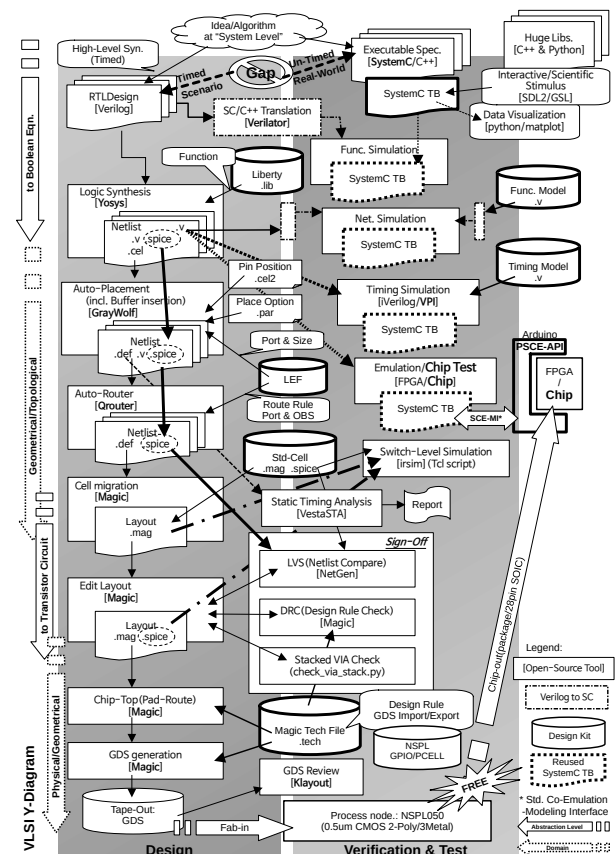 Idea/Algorithm
at "System Level"
High-Level Syn.
(Timed)
Timed
Scenario
Gap
Un-Timed
Real-World
Executable Spec.
[SystemC/C++]
Huge Libs.
[C++ & Python]
SystemC TB
Interactive/Scientific
Stimulus
[SDL2/GSL]
Data Visualization
[python/matplot]
RTLDesign
[Verilog]
SC/C++ Translation
[Verilator]
Func. Simulation
SystemC TB
to Boolean Eqn.
Function
Liberty
.lib
Func. Model
.v
Logic Synthesis
[Yosys]
Netlist
.v
.v .spice
.cel
Net. Simulation
SystemC TB
Timing Model
.v
Pin Position
.cel2
Place Option
.par
Auto-Placement
(incl. Buffer insertion)
[GrayWolf]
Netlist
.def .v .spice
Timing Simulation
[iVerilog/VPI]
SystemC TB
Port & Size
LEF
Route Rule
Port & OBS
Emulation/Chip Test
[FPGA/Chip]
SystemC TB
SCE-MI*
Arduino
PSCE-API
FPGA
/
Chip
Geometrical/Topological
Auto-Router
[Qrouter]
Netlist
.def .spice
Std-Cell
.mag .spice
Switch-Level Simulation
[irsim] (Tcl script)
Cell migration
[Magic]
Layout
.mag
Static Timing Analysis
[VestaSTA]
Report
Sign-Off
LVS(Netlist Compare)
[NetGen]
DRC(Design Rule Check)
[Magic]
Stacked VIA Check
(check_via_stack.py)
to Transistor Circuit
Edit Layout
[Magic]
Layout
.mag .spice
Chip-out(package/28pin SOIC)
Legend:
[Open-Source Tool]
Verilog to SC
Design Kit
Reused
SystemC TB
* Std. Co-Emulation
-Modeling Interface
Abstraction Level
Domain
Chip-Top(Pad-Route)
[Magic]
Magic Tech File
.tech
Design Rule
GDS Import/Export
NSPL
GPIO/PCELL
GDS generation
[Magic]
GDS Review
[Klayout]
FREE
Physical/Geometrical
VLSI Y-Diagram
Tape-Out:
GDS
Fab-in
Process node.: NSPL050
(0.5um CMOS 2-Poly/3Metal)
Design
Verification & Test